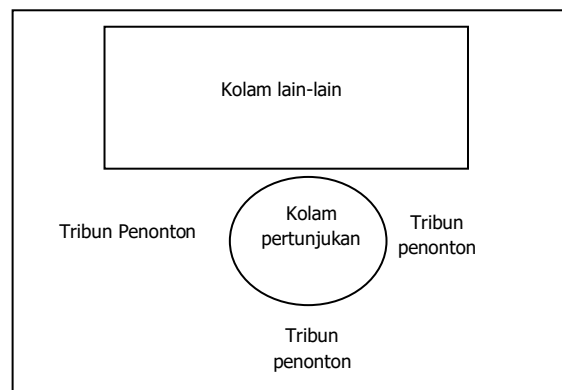 Kolam lain-lain
Kolam
pertunjukan
Tribun Penonton
Tribun
penonton
Tribun
penonton